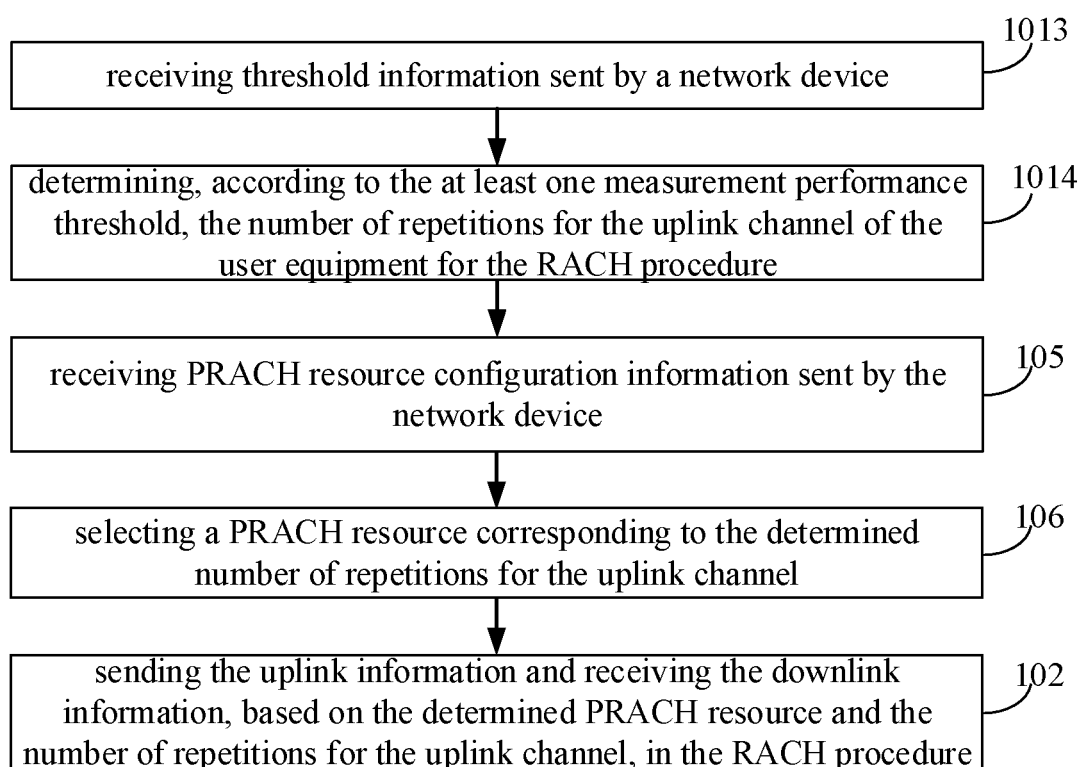 1013
receiving threshold information sent by a network device
1014
determining, according to the at least one measurement performance
threshold, the number of repetitions for the uplink channel of the
user equipment for the RACH procedure
105
receiving PRACH resource configuration information sent by the
network device
106
selecting a PRACH resource corresponding to the determined
number of repetitions for the uplink channel
102
sending the uplink information and receiving the downlink
information, based on the determined PRACH resource and the
number of repetitions for the uplink channel, in the RACH procedure